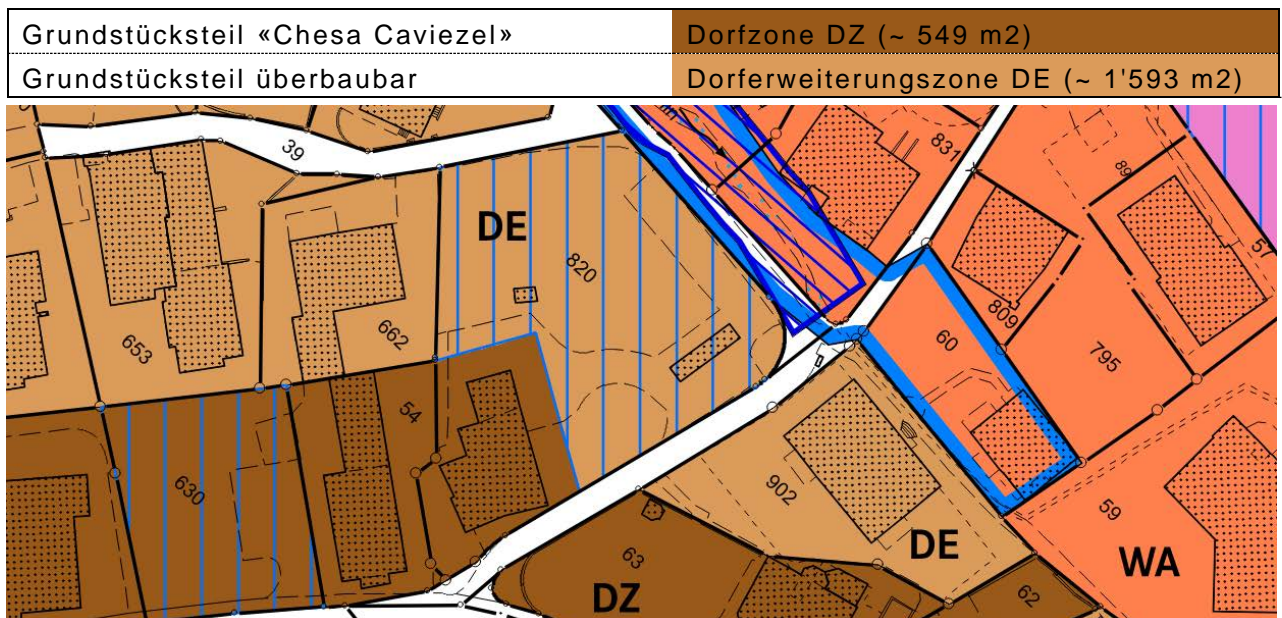 Grundstücksteil «Chesa Caviezel» Dorfzone DZ (~ 549 m2)
Grundstücksteil überbaubar Dorferweiterungszone DE (~ 1'593 m2)
39
831
89
57
DE
820
653
662
809
60
795
54
630
902
59
DE
WA
63
DZ
62